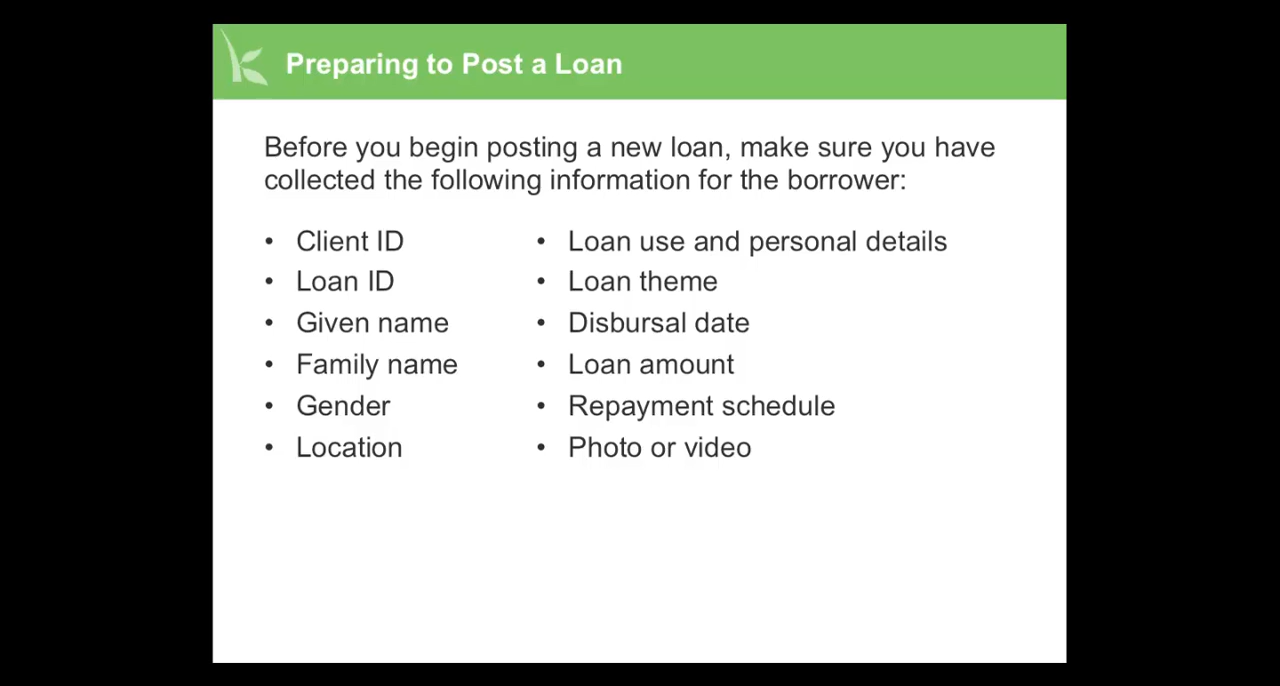 Preparing to Post a Loan
Before you begin posting a new loan, make sure you have
collected the following information for the borrower:
• Client ID
• Loan ID
• Given name
• Family name
• Gender
• Location
• Loan use and personal details
• Loan theme
• Disbursal date
• Loan amount
• Repayment schedule
• Photo or video